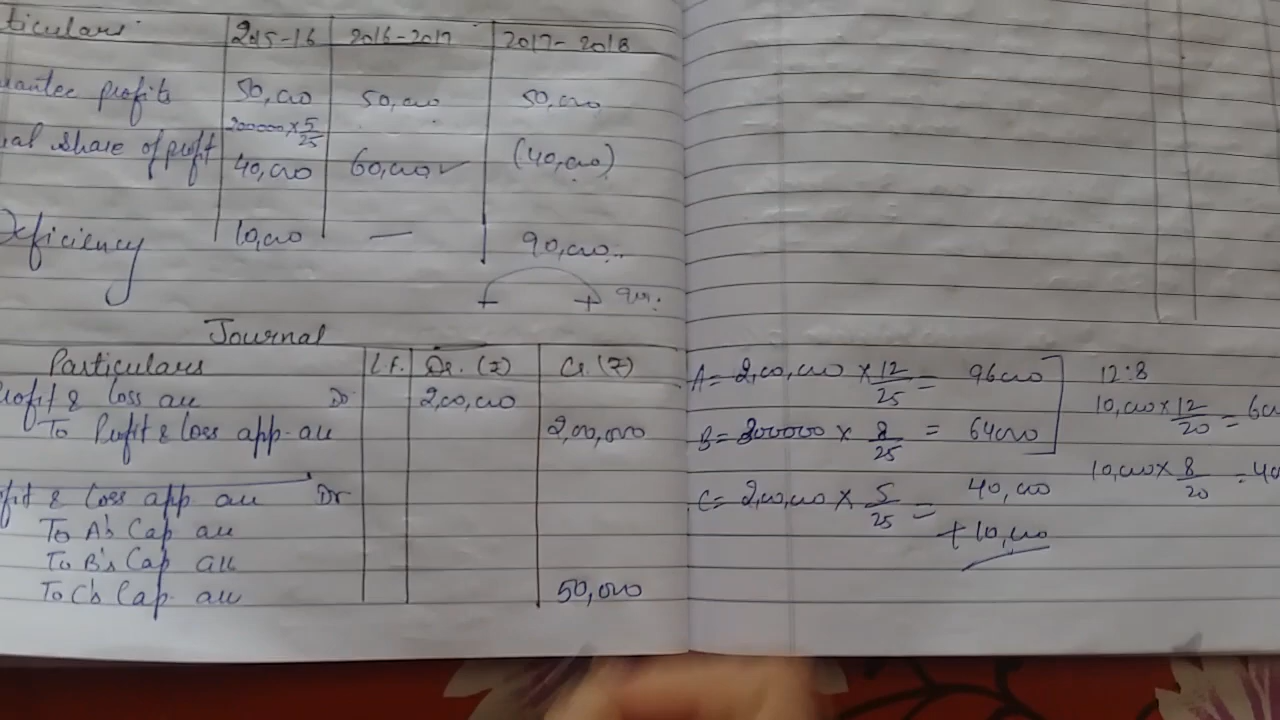 ticulars 2015-16 2016-2017 2017-2018
rantee profits 50,000 50,000 50,000
200000 × 5/25
ual share of profit 40,000 60,000 ✓ (40,000)
Deficiency 10,000 — 90,000
+ +
Journal
Particulars L.F. Dr. (₹) Cr. (₹)
rofit & Loss a/c Dr 2,00,000
To Profit & Loss app. a/c 2,00,000
fit & Loss app a/c Dr
To A's Cap a/c
To B's Cap a/c
To C's Cap. a/c 50,000
A = 2,00,000 × 12/25 = 96000
B = 200000 × 8/25 = 64000
C = 2,00,000 × 5/25 = 40,000
+ 10,000
12:8
10,000 × 12/20 = 60
10,000 × 8/20 = 40